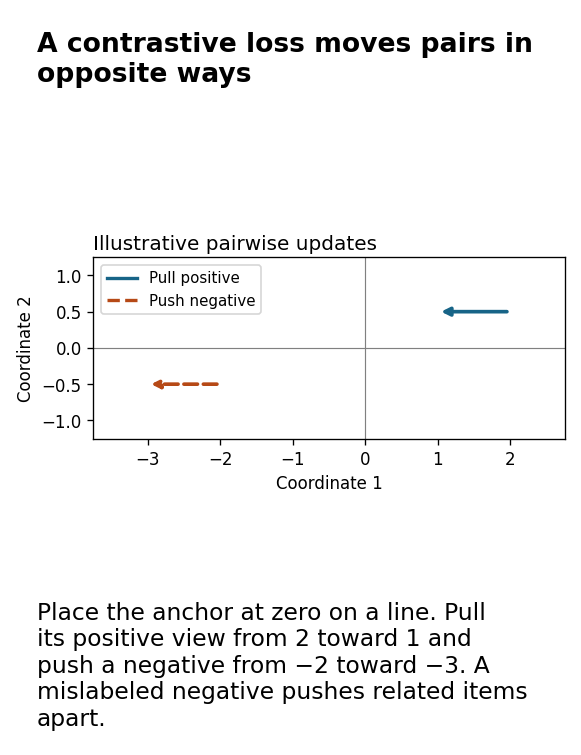 A contrastive loss moves pairs in
opposite ways
Illustrative pairwise updates
Pull positive
Push negative
1.0
0.5
0.0
−0.5
−1.0
Coordinate 2
−3
−2
−1
0
1
2
Coordinate 1
Place the anchor at zero on a line. Pull
its positive view from 2 toward 1 and
push a negative from −2 toward −3. A
mislabeled negative pushes related items
apart.